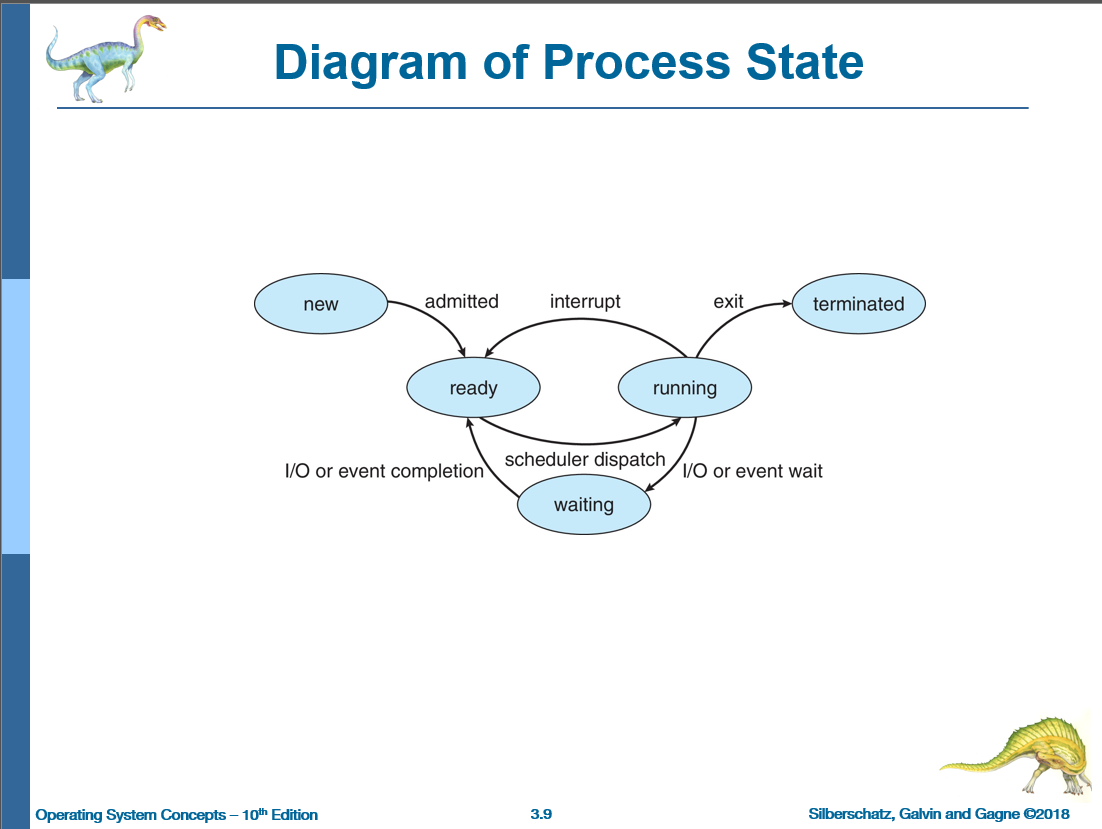 Diagram of Process State
new
admitted
interrupt
exit
terminated
ready
running
scheduler dispatch
I/O or event completion
I/O or event wait
waiting
Operating System Concepts – 10th Edition
3.9
Silberschatz, Galvin and Gagne ©2018